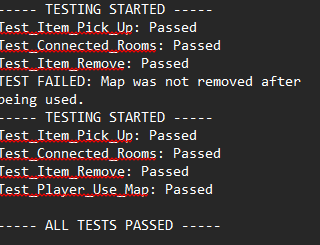 ----- TESTING STARTED -----
Test_Item_Pick_Up: Passed
Test_Connected_Rooms: Passed
Test_Item_Remove: Passed
TEST FAILED: Map was not removed after
being used.
----- TESTING STARTED -----
Test_Item_Pick_Up: Passed
Test_Connected_Rooms: Passed
Test_Item_Remove: Passed
Test_Player_Use_Map: Passed
----- ALL TESTS PASSED -----